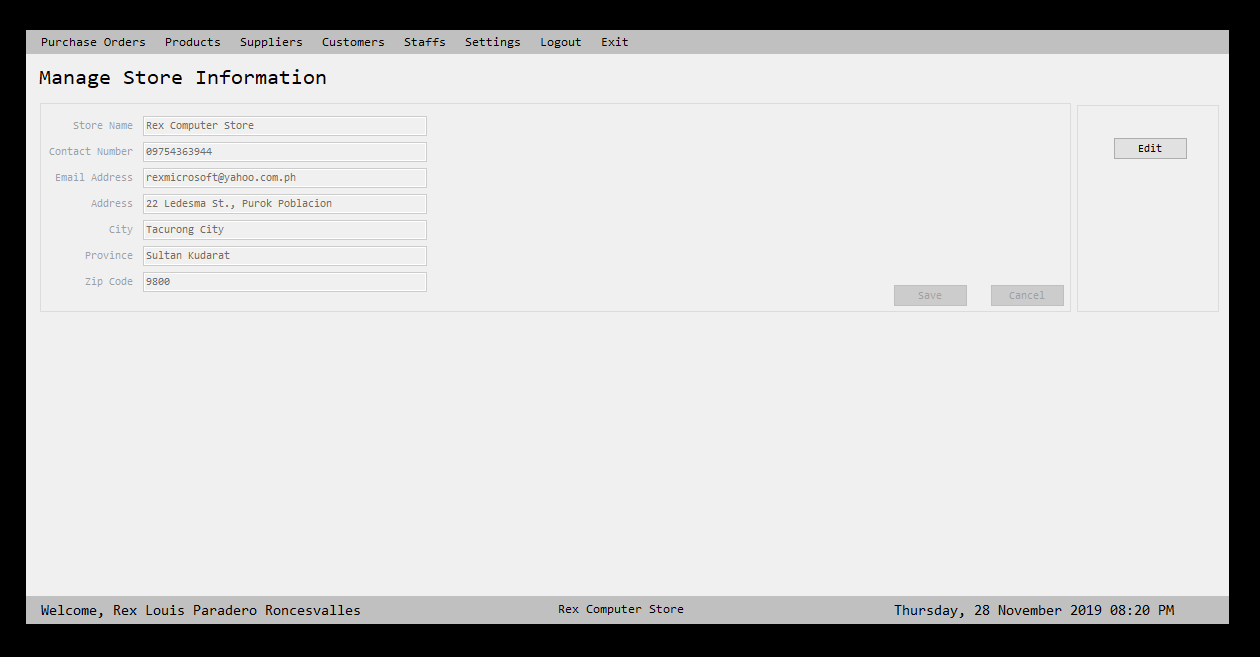 Purchase Orders Products Suppliers Customers Staffs Settings Logout Exit
Manage Store Information
Store Name Rex Computer Store
Contact Number 09754363944
Edit
Email Address rexmicrosoft@yahoo.com.ph
Address 22 Ledesma St., Purok Poblacion
City Tacurong City
Province Sultan Kudarat
Zip Code 9800
Save Cancel
Welcome, Rex Louis Paradero Roncesvalles Rex Computer Store Thursday, 28 November 2019 08:20 PM